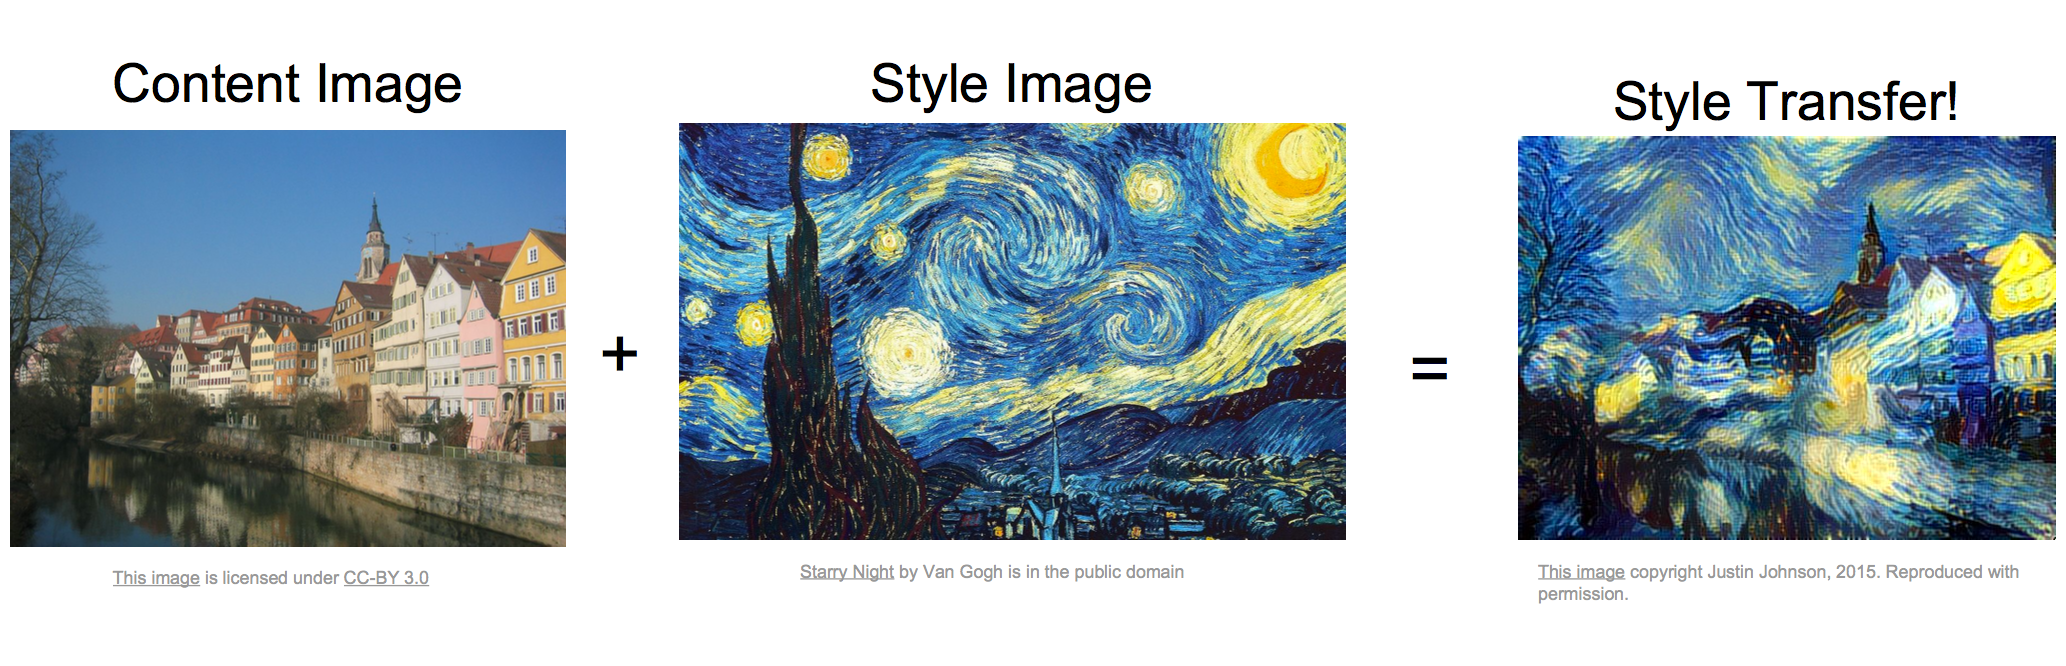 Content Image
Style Image
Style Transfer!
+
=
This image is licensed under CC-BY 3.0
Starry Night by Van Gogh is in the public domain
This image copyright Justin Johnson, 2015. Reproduced with
permission.